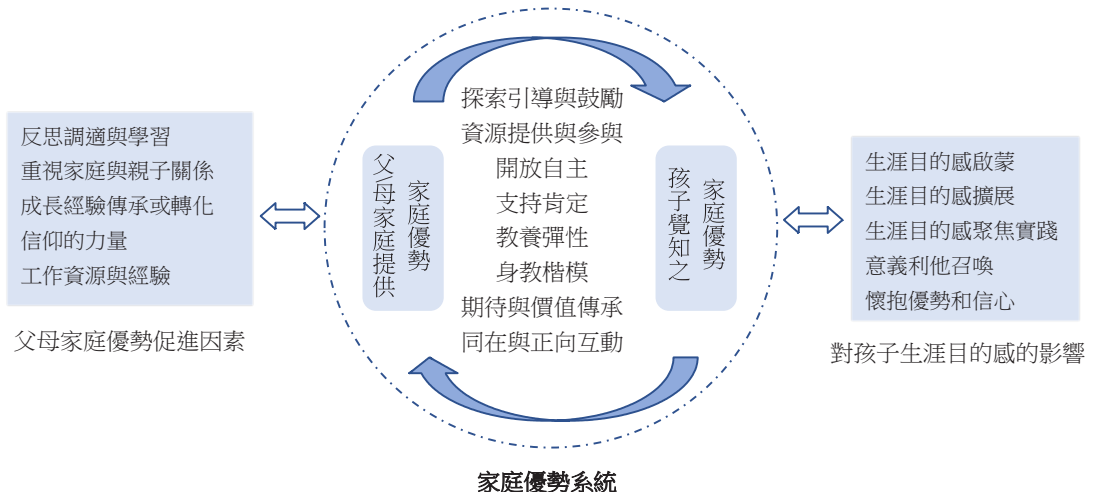 反思調適與學習
重視家庭與親子關係
成長經驗傳承或轉化
信仰的力量
工作資源與經驗
父母家庭優勢促進因素
父/母家庭提供
家庭優勢
探索引導與鼓勵
資源提供與參與
開放自主
支持肯定
教養彈性
身教楷模
期待與價值傳承
同在與正向互動
孩子覺知之
家庭優勢
生涯目的感啟蒙
生涯目的感擴展
生涯目的感聚焦實踐
意義利他召喚
懷抱優勢和信心
對孩子生涯目的感的影響
家庭優勢系統